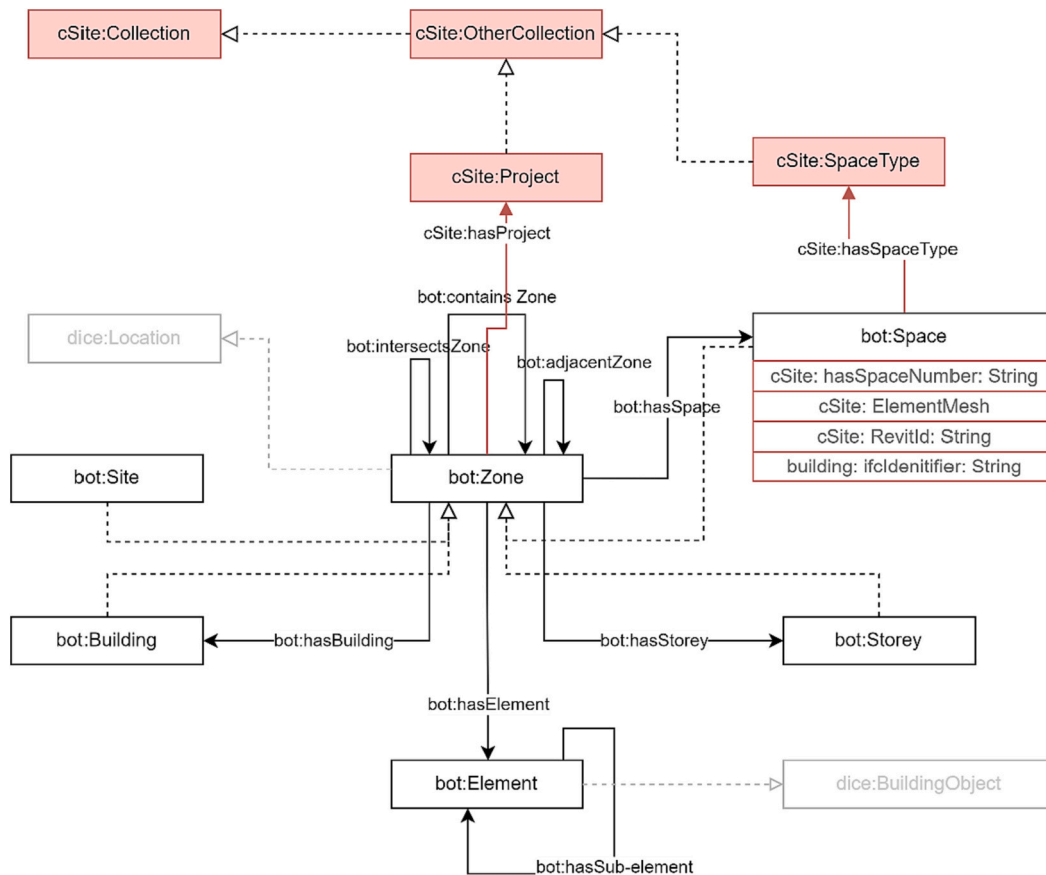 cSite:Collection
cSite:OtherCollection
cSite:Project
cSite:SpaceType
cSite:hasProject
cSite:hasSpaceType
bot:contains Zone
dice:Location
bot:intersectsZone
bot:adjacentZone
bot:Space
cSite: hasSpaceNumber: String
cSite: ElementMesh
cSite: RevitId: String
building: ifcIdenitifier: String
bot:hasSpace
bot:Site
bot:Zone
bot:Building
bot:hasBuilding
bot:hasStorey
bot:Storey
bot:hasElement
bot:Element
dice:BuildingObject
bot:hasSub-element